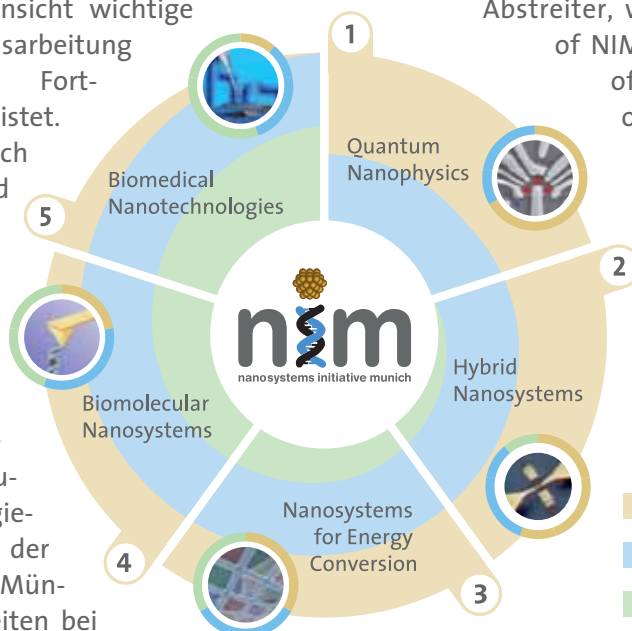 nsicht wichtige
sarbeitung
Fort-
istet.
ch
d
Abstreiter, v
of NIM
of
c
1
Quantum
Nanophysics
2
Hybrid
Nanosystems
3
Nanosystems
for Energy
Conversion
4
Biomolecular
Nanosystems
5
Biomedical
Nanotechnologies
nim
nanosystems initiative munich
u-
gie-
der
Mün-
eiten bei